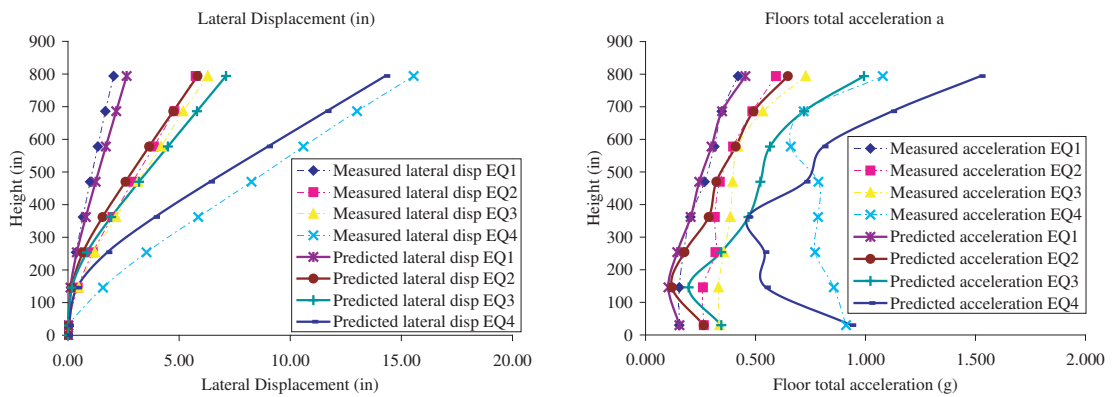 Lateral Displacement (in)
900
800
700
600
500
400
300
200
100
0
Height (in)
0.00
5.00
10.00
15.00
20.00
Lateral Displacement (in)
Measured lateral disp EQ1
Measured lateral disp EQ2
Measured lateral disp EQ3
Measured lateral disp EQ4
Predicted lateral disp EQ1
Predicted lateral disp EQ2
Predicted lateral disp EQ3
Predicted lateral disp EQ4
Floors total acceleration a
900
800
700
600
500
400
300
200
100
0
Height (in)
0.000
0.500
1.000
1.500
2.000
Floor total acceleration (g)
Measured acceleration EQ1
Measured acceleration EQ2
Measured acceleration EQ3
Measured acceleration EQ4
Predicted acceleration EQ1
Predicted acceleration EQ2
Predicted acceleration EQ3
Predicted acceleration EQ4